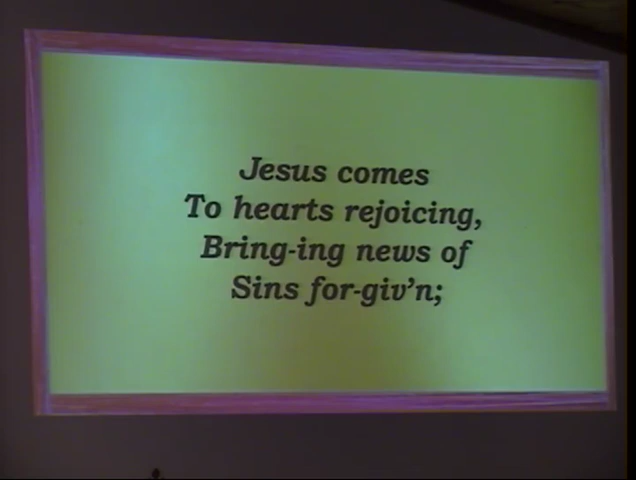 Jesus comes
To hearts rejoicing,
Bring-ing news of
Sins for-giv'n;